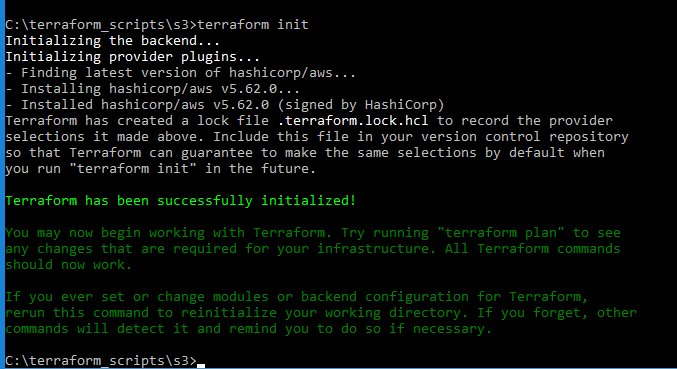 C:\terraform_scripts\s3>terraform init
Initializing the backend...
Initializing provider plugins...
- Finding latest version of hashicorp/aws...
- Installing hashicorp/aws v5.62.0...
- Installed hashicorp/aws v5.62.0 (signed by HashiCorp)
Terraform has created a lock file .terraform.lock.hcl to record the provider
selections it made above. Include this file in your version control repository
so that Terraform can guarantee to make the same selections by default when
you run "terraform init" in the future.
Terraform has been successfully initialized!
You may now begin working with Terraform. Try running "terraform plan" to see
any changes that are required for your infrastructure. All Terraform commands
should now work.
If you ever set or change modules or backend configuration for Terraform,
rerun this command to reinitialize your working directory. If you forget, other
commands will detect it and remind you to do so if necessary.
C:\terraform_scripts\s3>